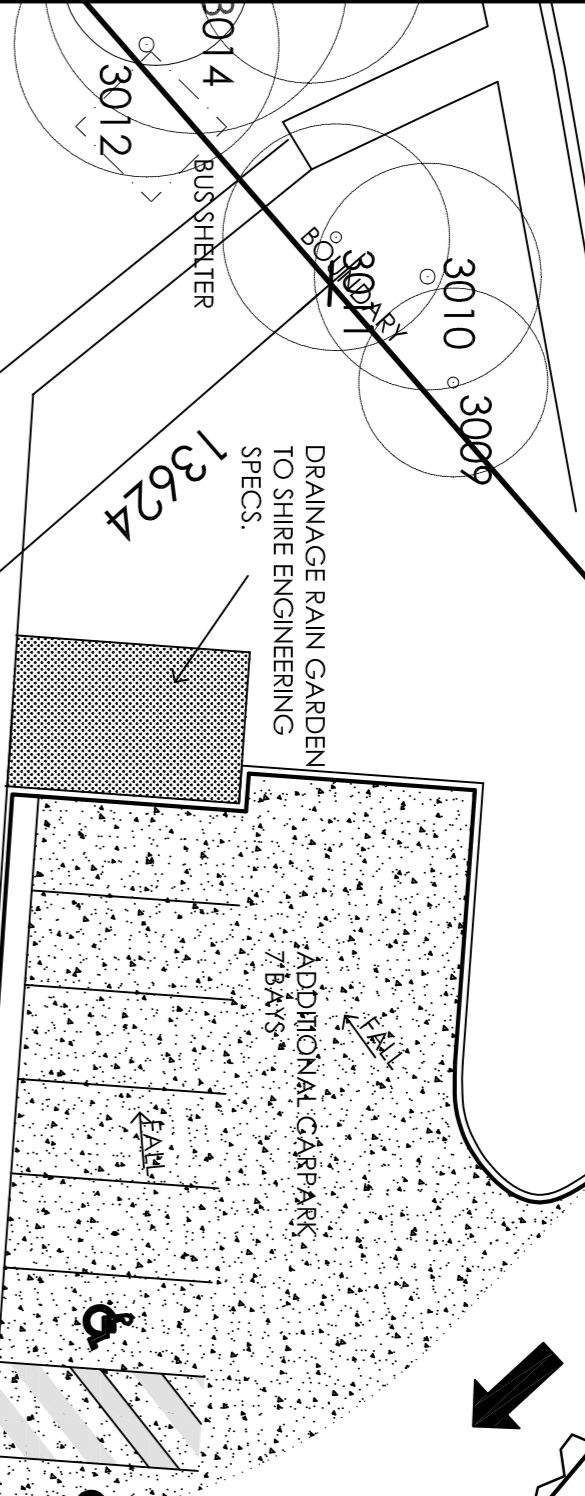 3014
3012
BUS SHELTER
BOUNDARY
3011
3010
3009
13624
DRAINAGE RAIN GARDEN
TO SHIRE ENGINEERING
SPECS.
ADDITIONAL CARPARK
7 BAYS
FALL
FALL